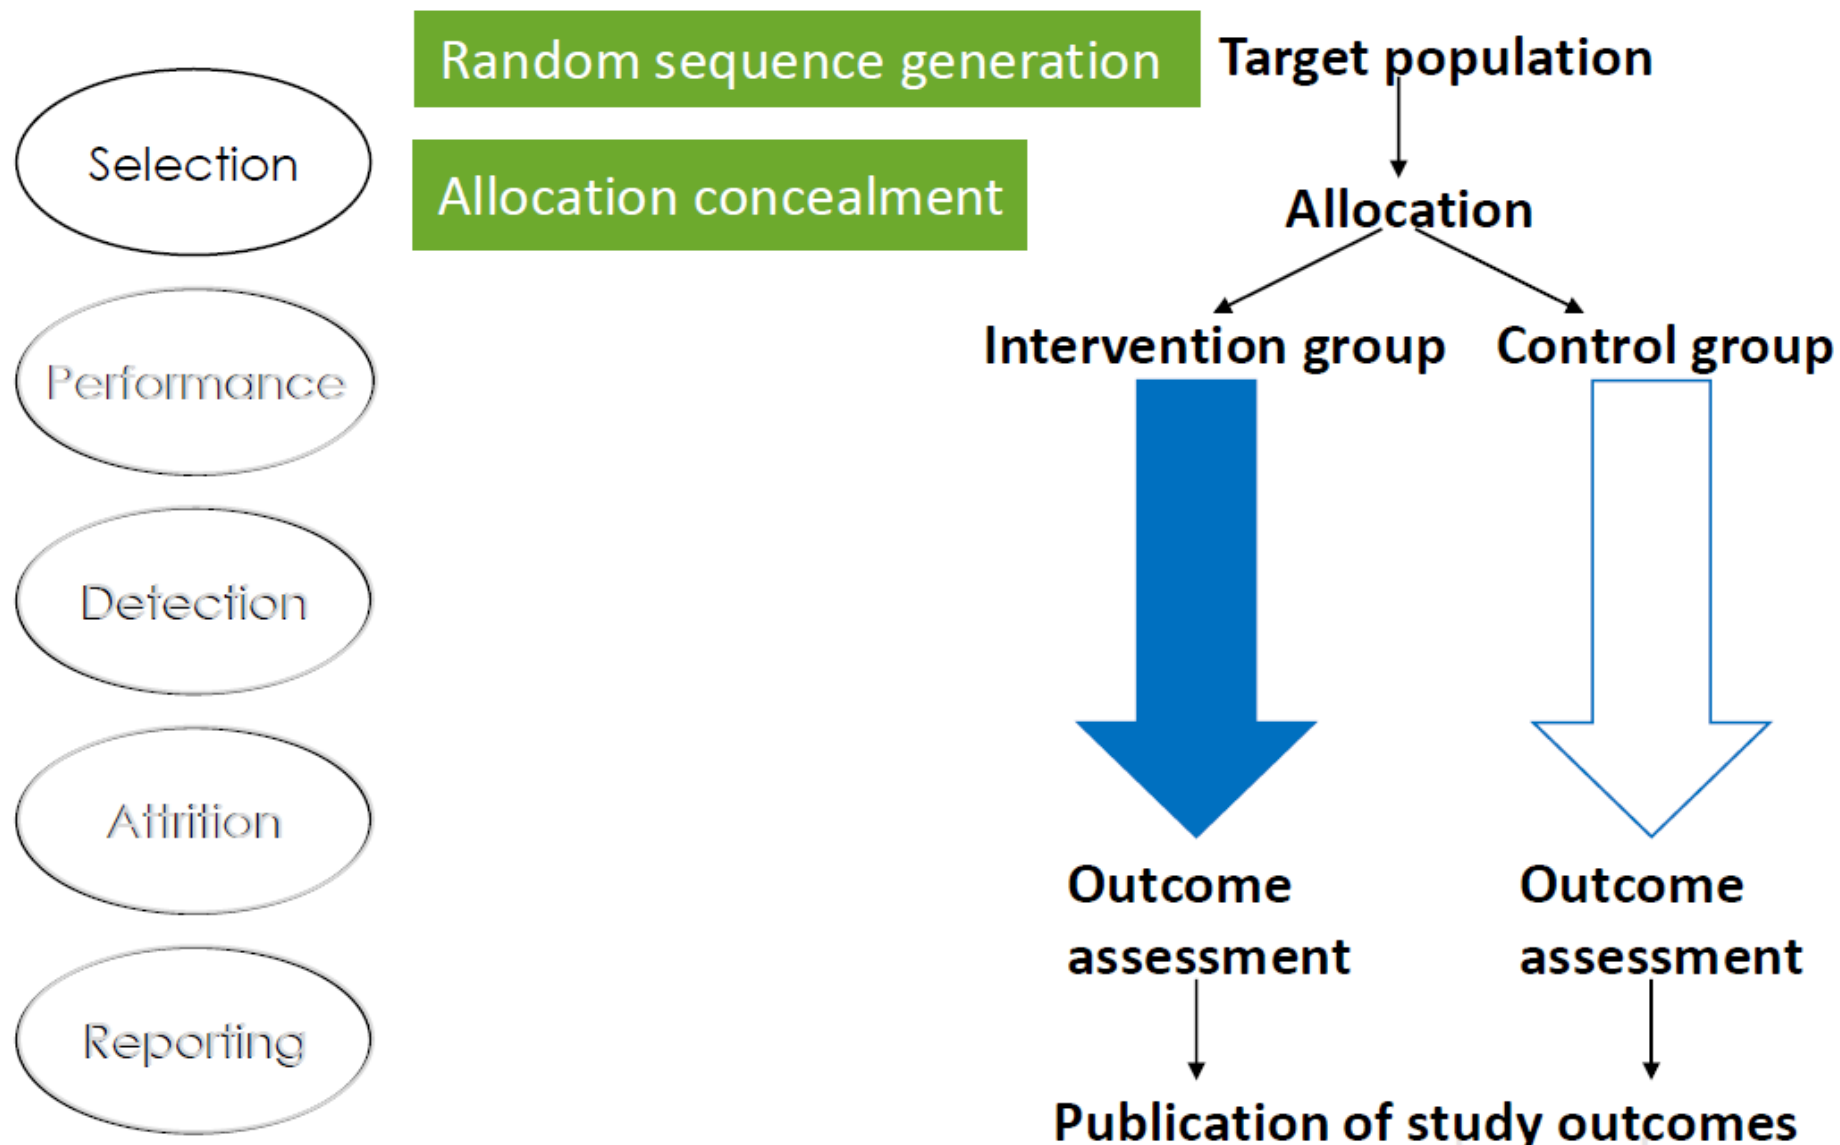 Random sequence generation
Target population
Selection
Allocation concealment
Allocation
Intervention group
Control group
Performance
Detection
Attrition
Outcome
assessment
Outcome
assessment
Reporting
Publication of study outcomes